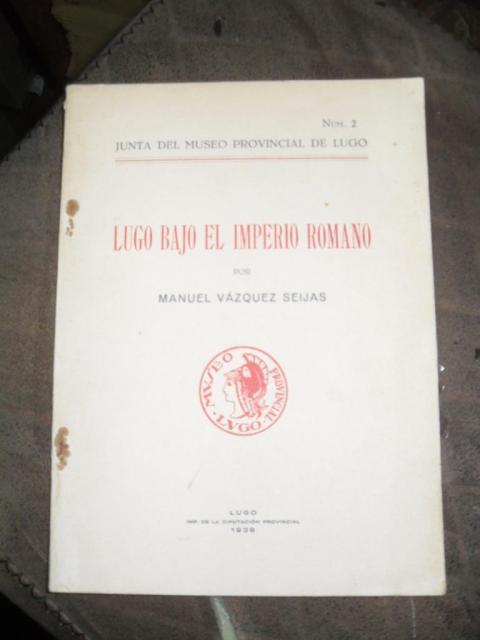 NÚM. 2
JUNTA DEL MUSEO PROVINCIAL DE LUGO
LUGO BAJO EL IMPERIO ROMANO
POR
MANUEL VÁZQUEZ SEIJAS
MVSEO PROVINCIAL
·LVGO·
LUGO
IMP. DE LA DIPUTACIÓN PROVINCIAL
1939